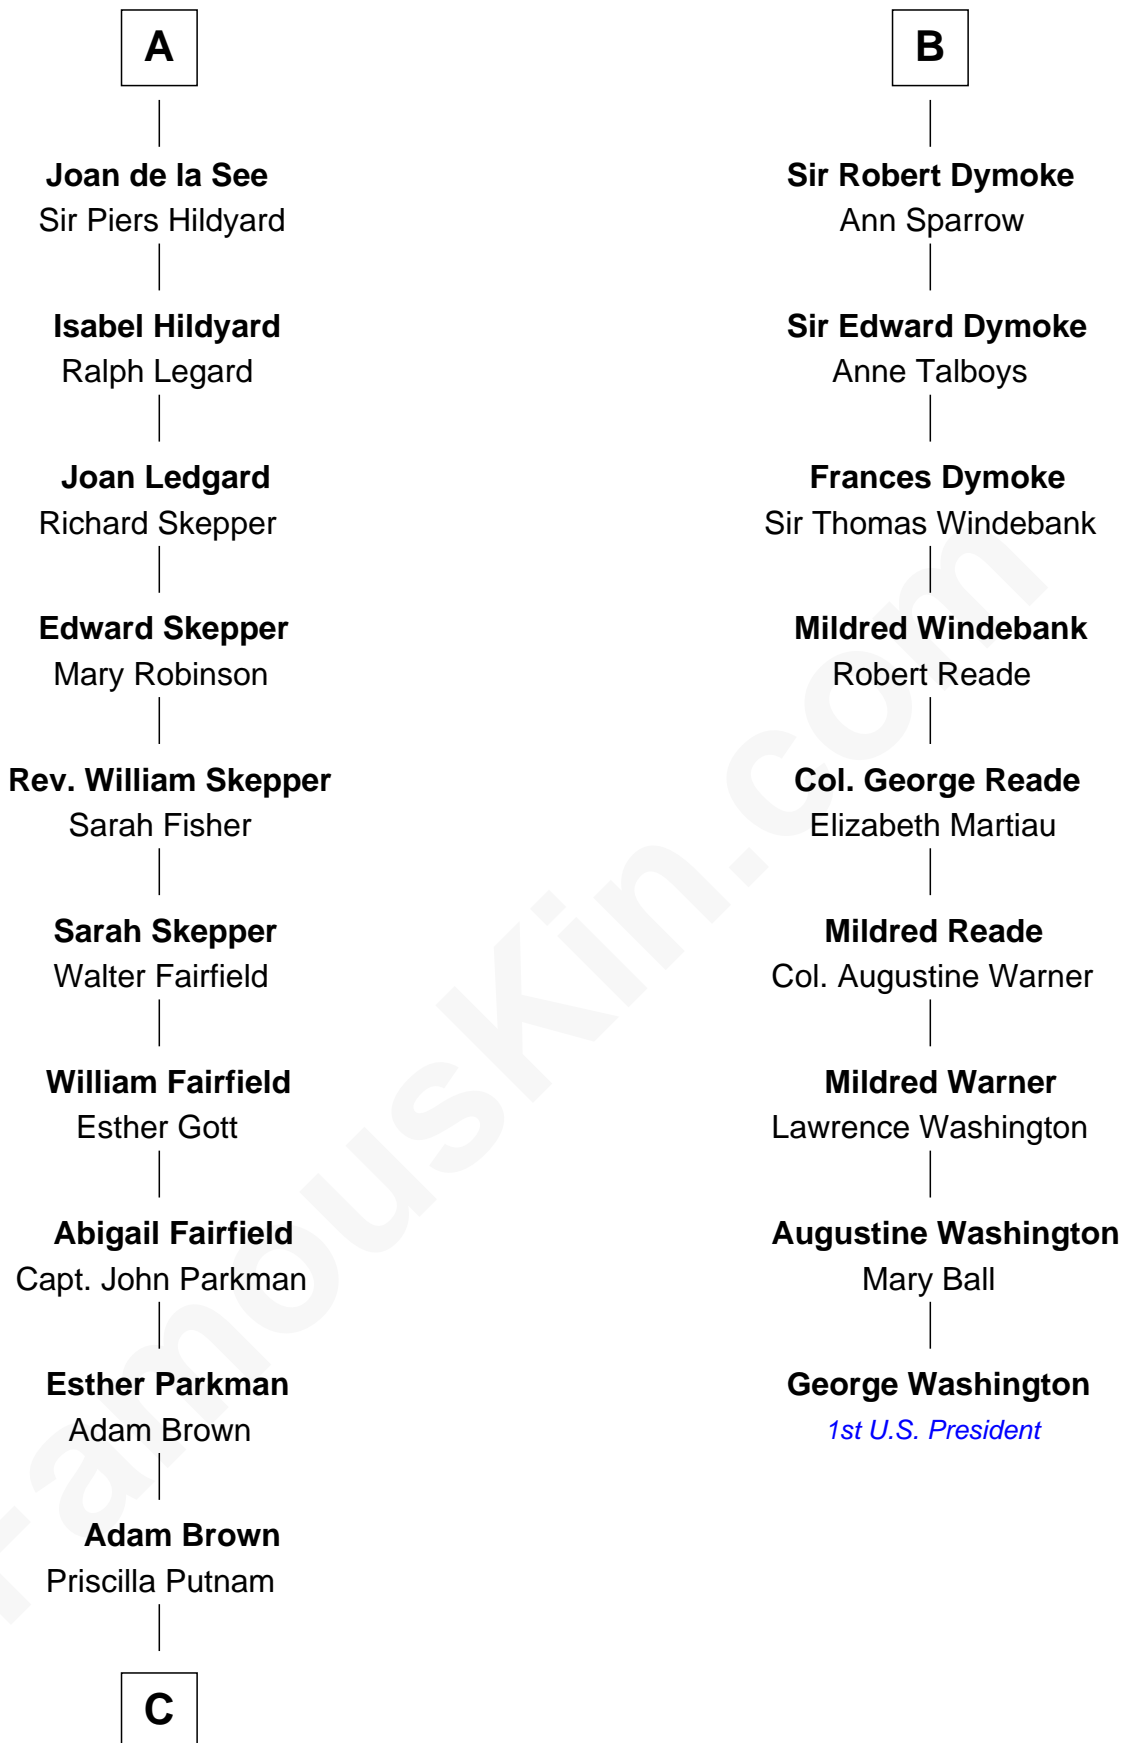 A
Joan de la See
Sir Piers Hildyard
Isabel Hildyard
Ralph Legard
Joan Ledgard
Richard Skepper
Edward Skepper
Mary Robinson
Rev. William Skepper
Sarah Fisher
Sarah Skepper
Walter Fairfield
William Fairfield
Esther Gott
Abigail Fairfield
Capt. John Parkman
Esther Parkman
Adam Brown
Adam Brown
Priscilla Putnam
C
B
Sir Robert Dymoke
Ann Sparrow
Sir Edward Dymoke
Anne Talboys
Frances Dymoke
Sir Thomas Windebank
Mildred Windebank
Robert Reade
Col. George Reade
Elizabeth Martiau
Mildred Reade
Col. Augustine Warner
Mildred Warner
Lawrence Washington
Augustine Washington
Mary Ball
George Washington
1st U.S. President
FamousKin.com